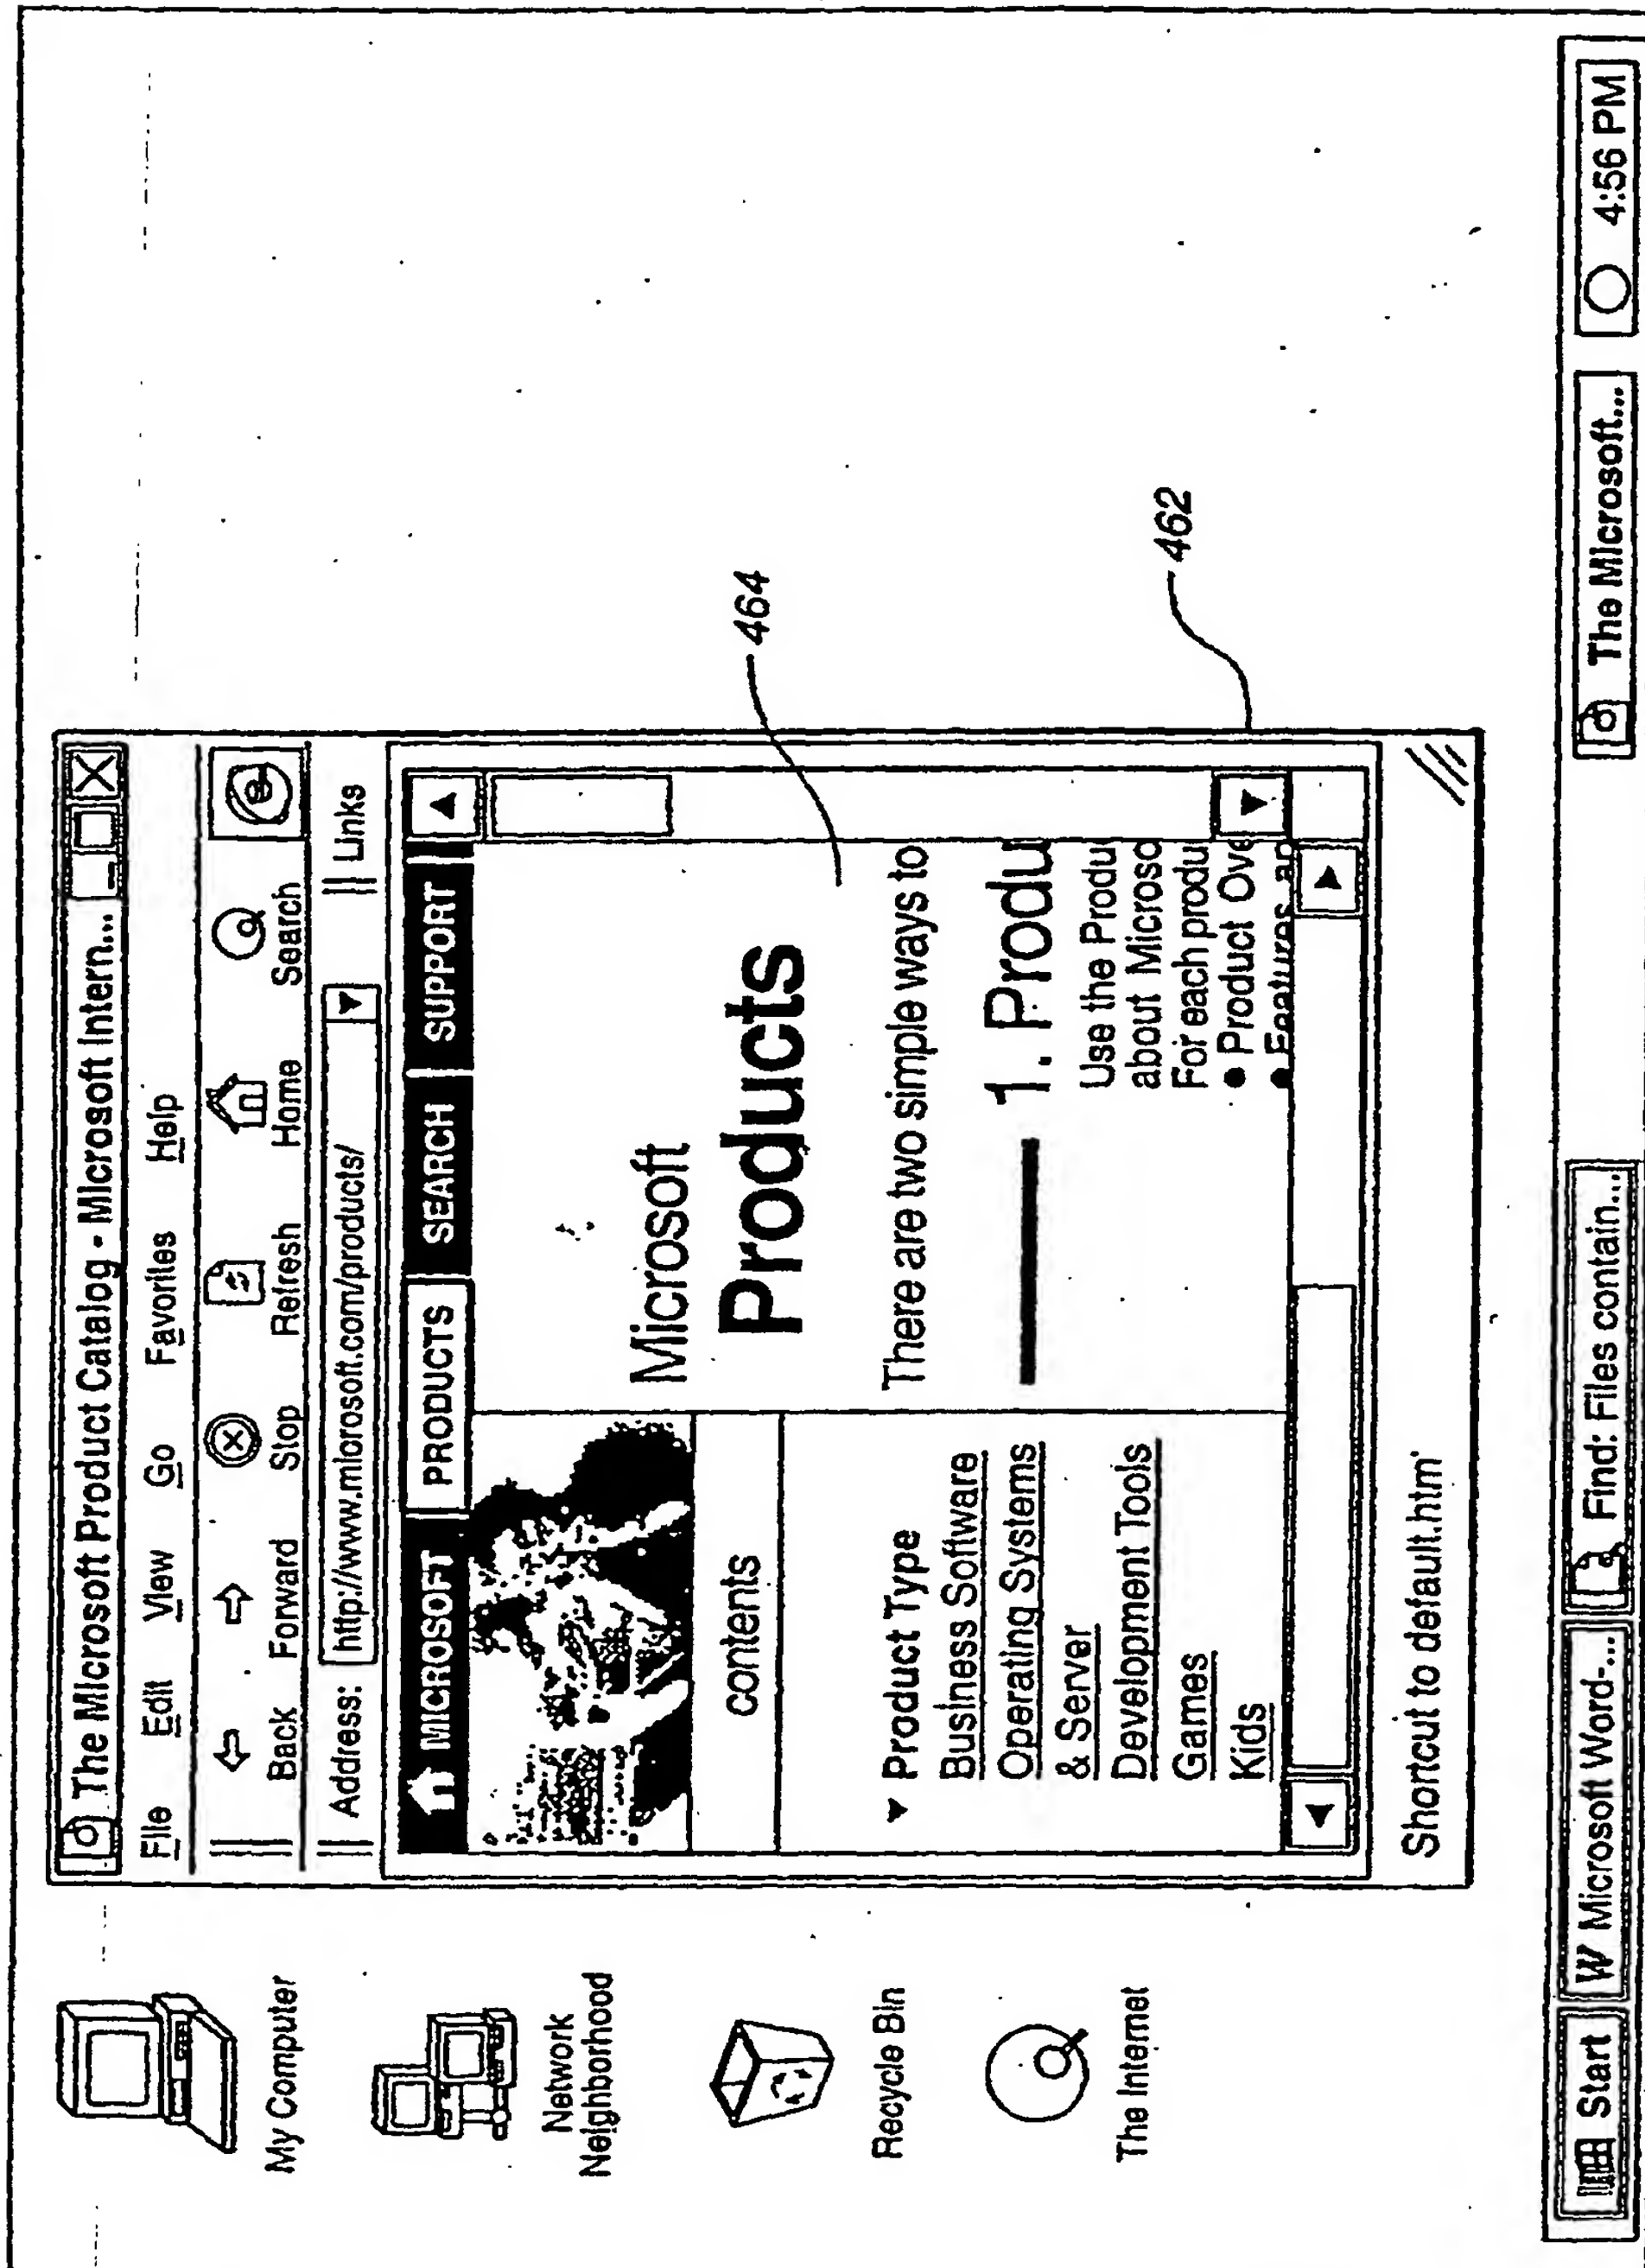 The Microsoft Product Catalog - Microsoft Intern...
File Edit View Go Favorites Help
Back Forward Stop Refresh Home Search
Address: http://www.microsoft.com/products/ Links
MICROSOFT PRODUCTS SEARCH SUPPORT
contents
Product Type
Business Software
Operating Systems
& Server
Development Tools
Games
Kids
Microsoft
Products
There are two simple ways to
1. Produ
Use the Produ
about Microso
For each produ
• Product Ove
• Features an
Shortcut to default.htm'
464
462
My Computer
Network
Neighborhood
Recycle Bin
The Internet
Start W Microsoft Word-... Find: Files contain... The Microsoft... 4:56 PM